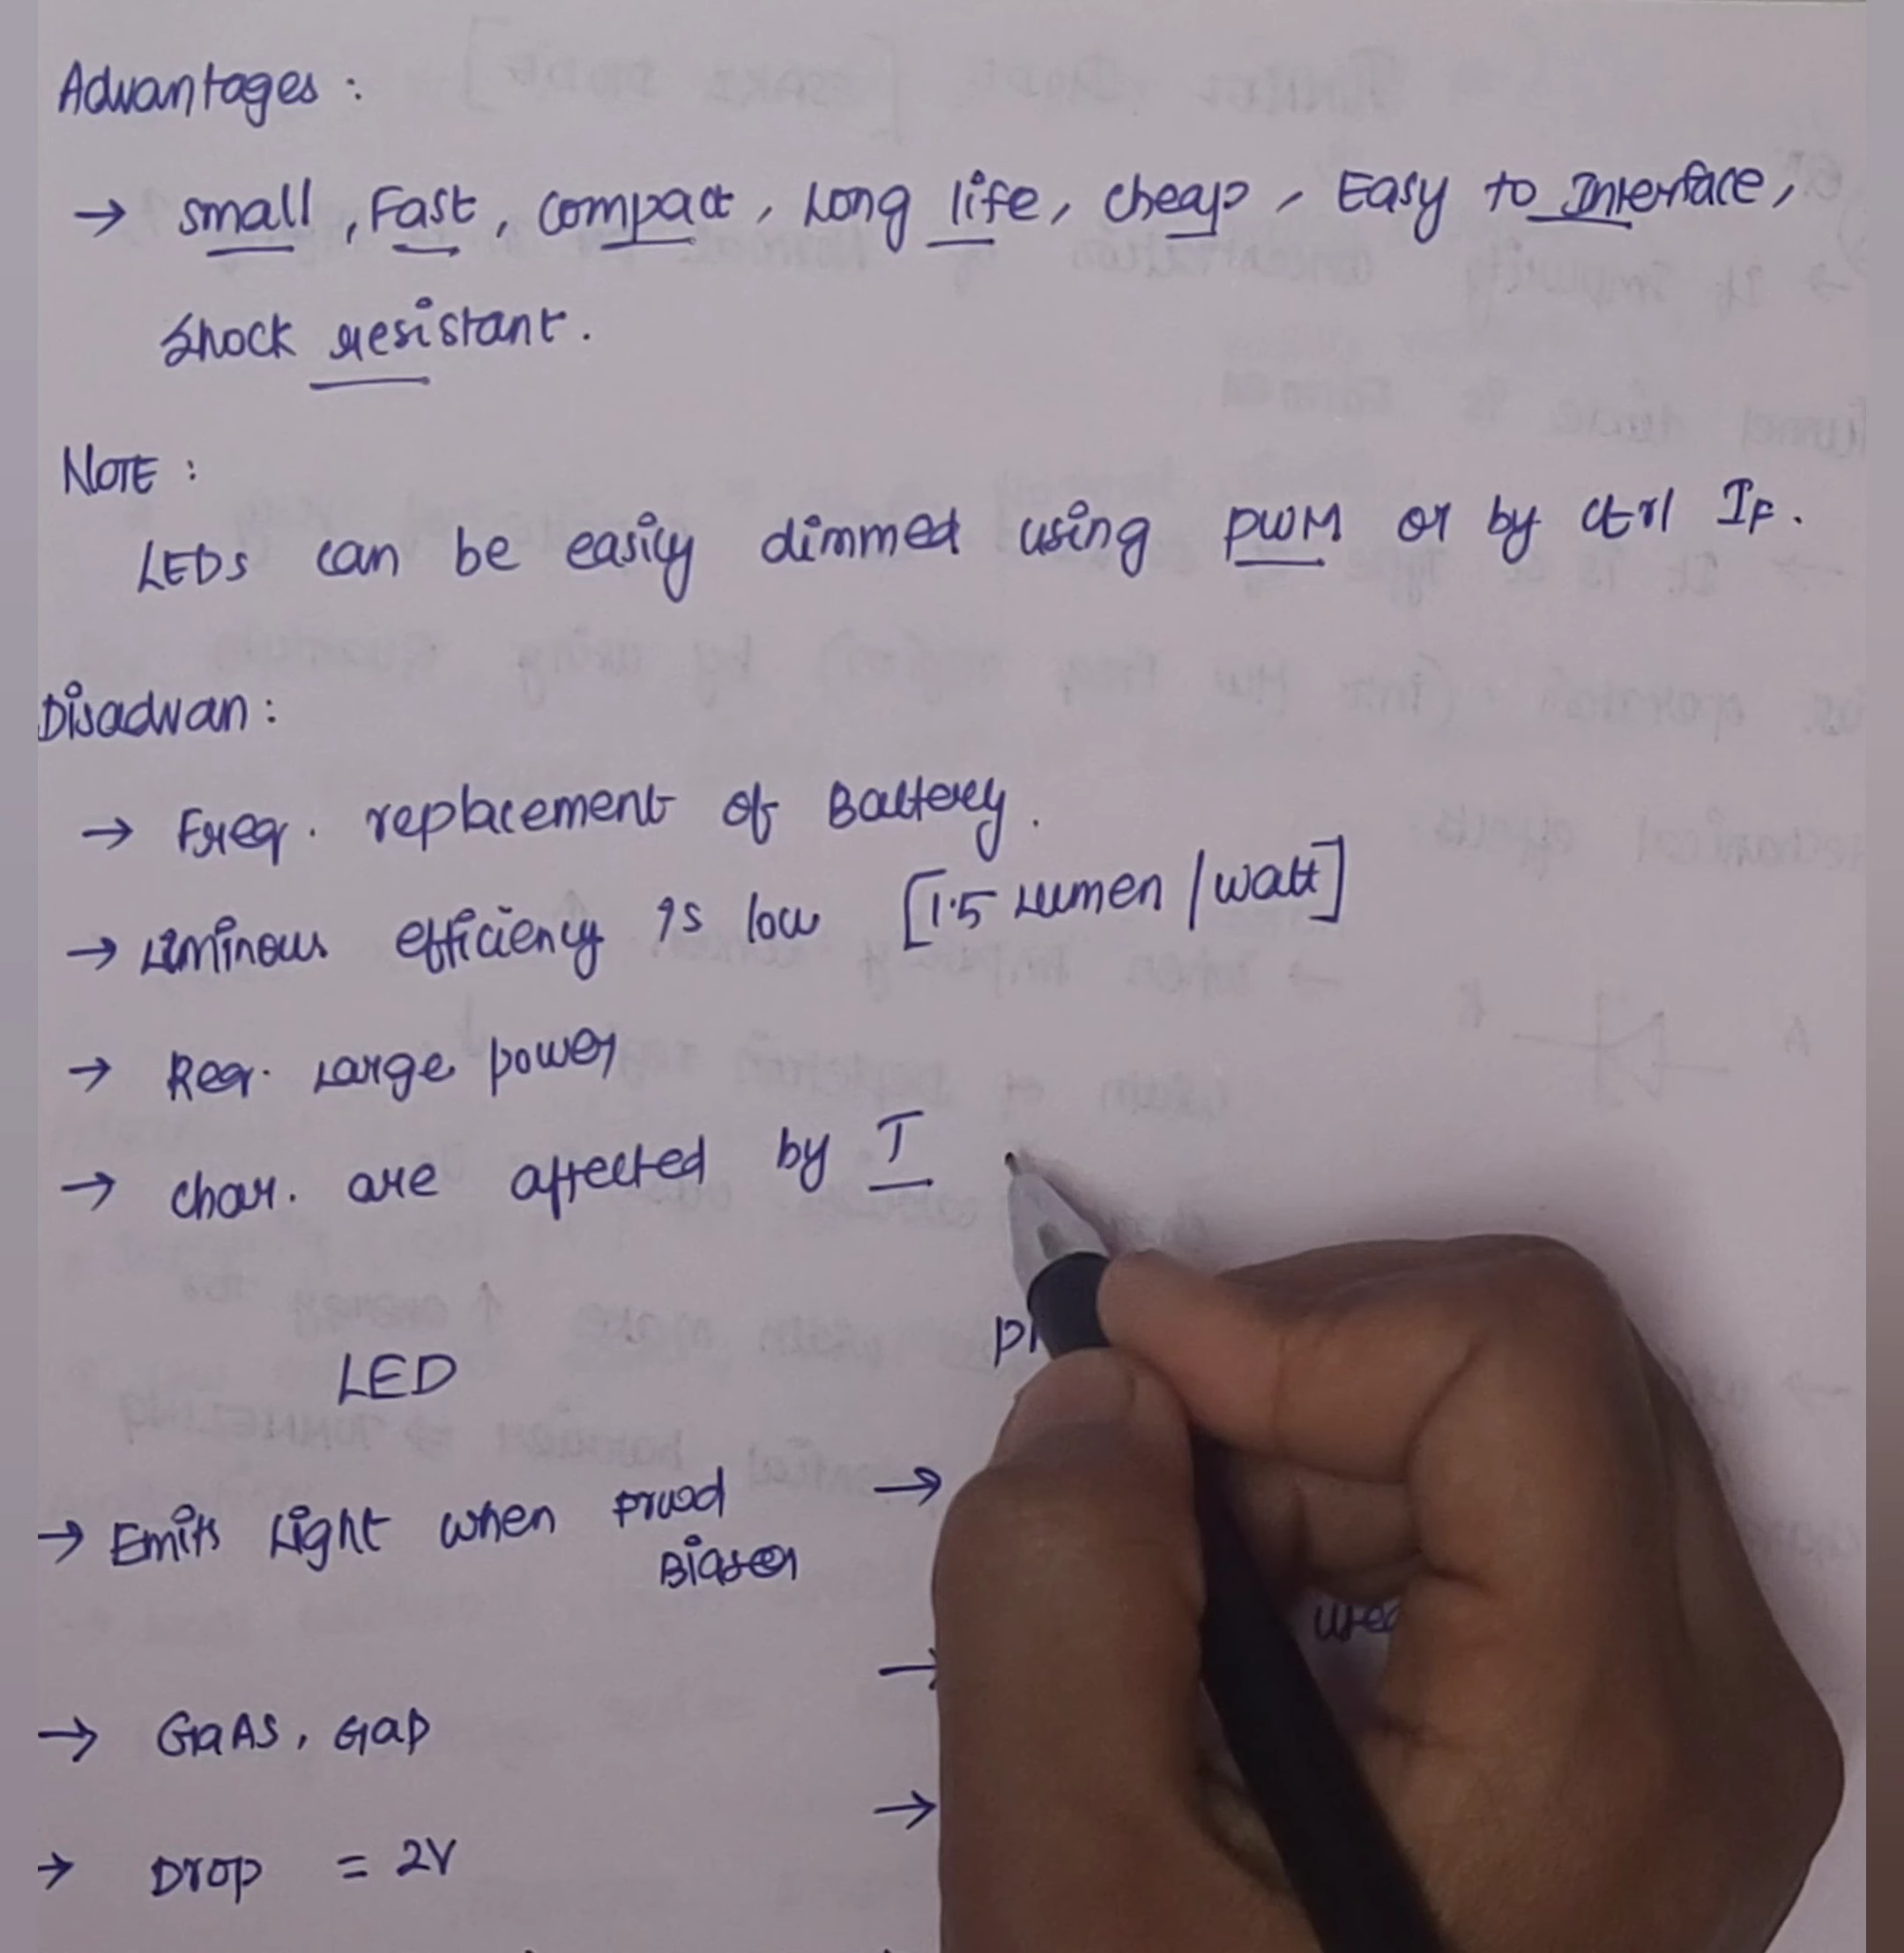 Advantages :
→ small, Fast, compact, Long life, cheap, Easy to Interface,
shock resistant.
NOTE :
LEDs can be easily dimmed using PWM or by ctrl IF.
Disadvan :
→ Freq. replacement of Battery.
→ Luminous efficiency is low [1.5 lumen / watt]
→ Req. Large power
→ char. are affected by T
LED
→ Emits Light when
Biased
→
→ GaAs, GaP
→
→ Drop = 2V
→